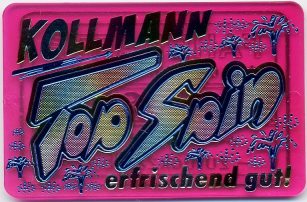 KOLLMANN
Top Spin
erfrischend gut!